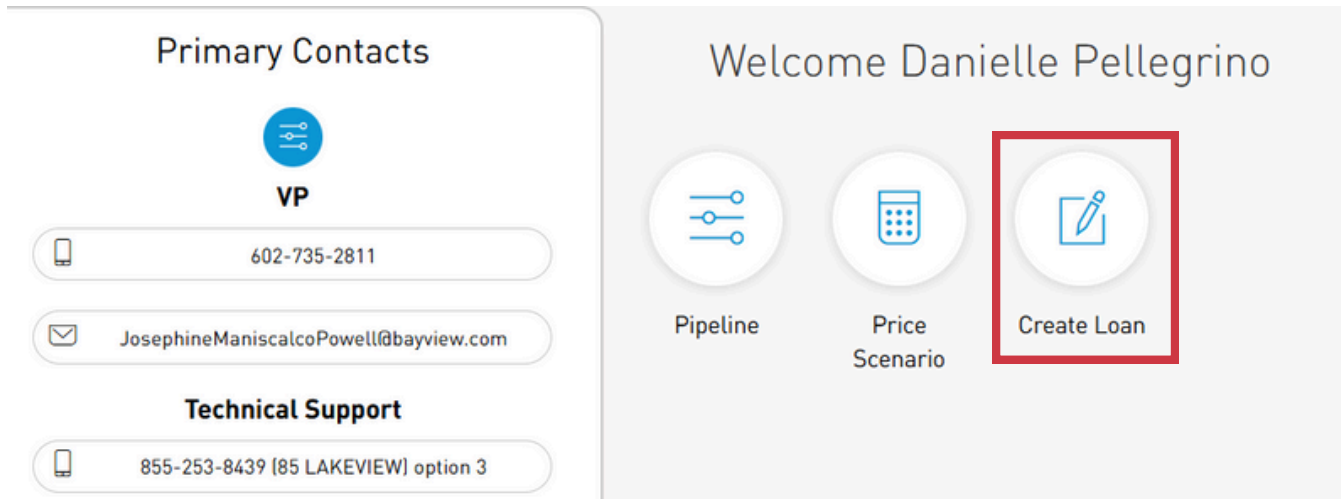 Primary Contacts
VP
602-735-2811
JosephineManiscalcoPowell@bayview.com
Technical Support
855-253-8439 (85 LAKEVIEW) option 3
Welcome Danielle Pellegrino
Pipeline
Price
Scenario
Create Loan